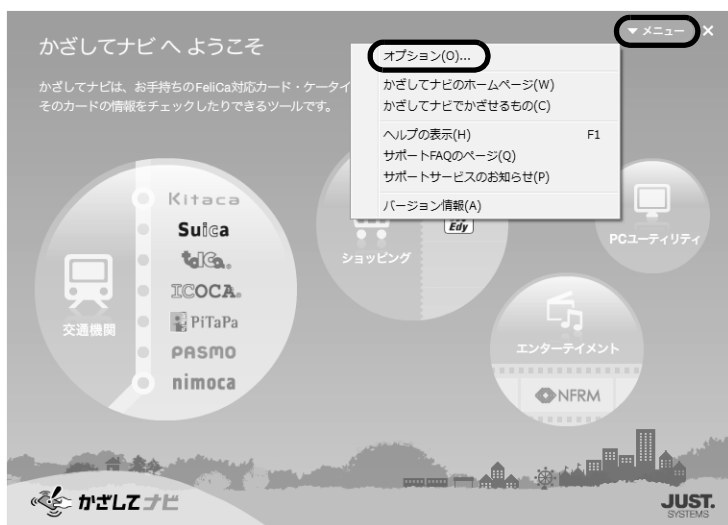 かざしてナビ へ ようこそ
▼ メニュー ×
かざしてナビは、お手持ちのFeliCa対応カード・ケータイ
そのカードの情報をチェックしたりできるツールです。
オプション(O)...
かざしてナビのホームページ(W)
かざしてナビでかざせるもの(C)
ヘルプの表示(H) F1
サポートFAQのページ(Q)
サポートサービスのお知らせ(P)
バージョン情報(A)
交通機関
Kitaca
Suica
toica.
ICOCA.
PiTaPa
PASMO
nimoca
ショッピング
Edy
PCユーティリティ
エンターテイメント
NFRM
かざしてナビ
JUST.
SYSTEMS